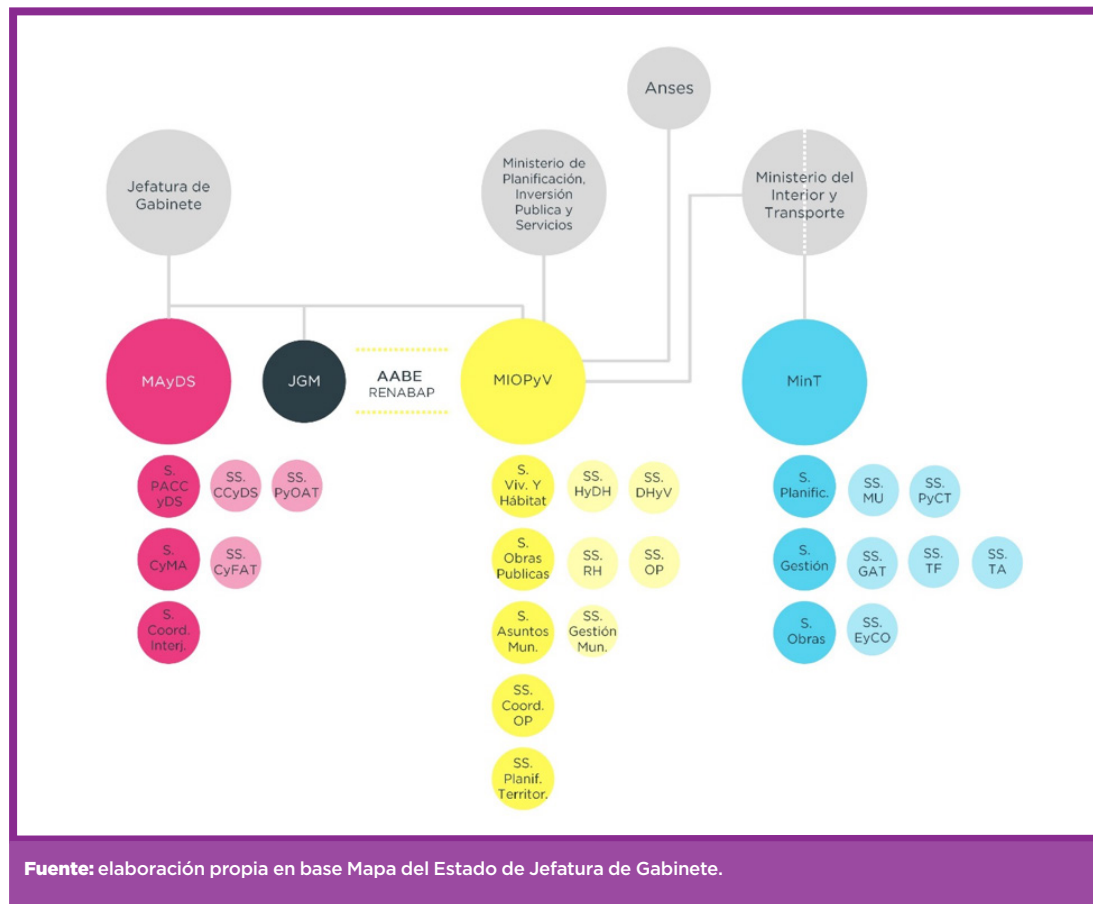 Anses
Jefatura de
Gabinete
Ministerio de
Planificación,
Inversión
Publica y
Servicios
Ministerio del
Interior y
Transporte
MAyDS
JGM
AABE
RENABAP
MIOPyV
MinT
S.
PACC
yDS
SS.
CCyDS
SS.
PyOAT
S.
CyMA
SS.
CyFAT
S.
Coord.
Interj.
S.
Viv. Y
Hábitat
SS.
HyDH
SS.
DHyV
S.
Obras
Publicas
SS.
RH
SS.
OP
S.
Asuntos
Mun.
SS.
Gestión
Mun.
SS.
Coord.
OP
SS.
Planif.
Territor.
S.
Planific.
SS.
MU
SS.
PyCT
S.
Gestión
SS.
GAT
SS.
TF
SS.
TA
S.
Obras
SS.
EyCO
Fuente: elaboración propia en base Mapa del Estado de Jefatura de Gabinete.